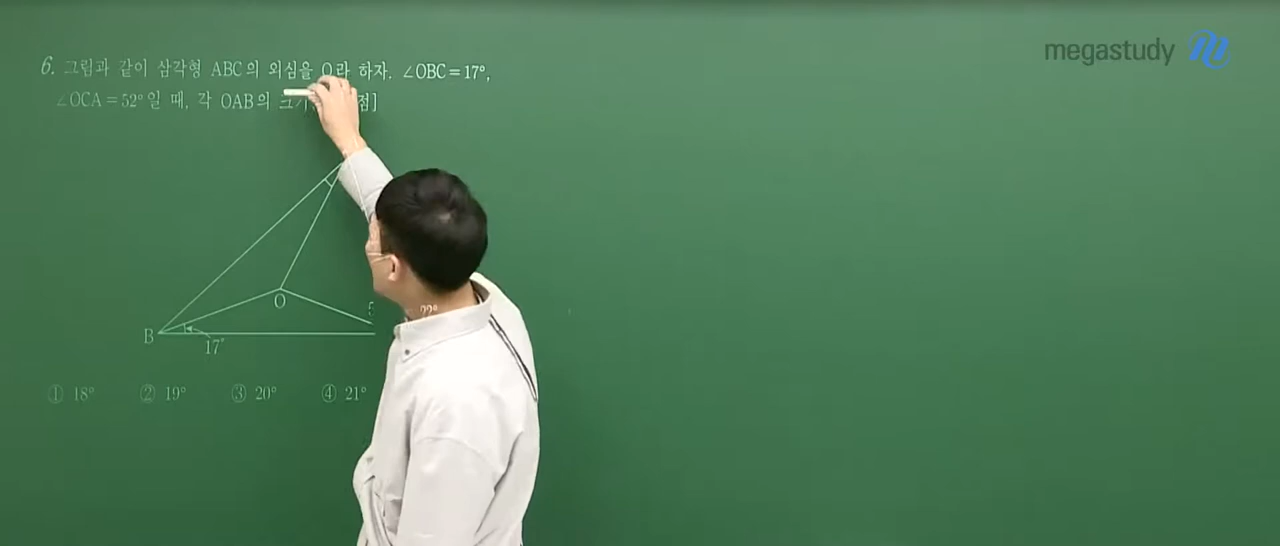 megastudy
6. 그림과 같이 삼각형 ABC의 외심을 O라 하자. ∠OBC = 17°,
∠OCA = 52°일 때, 각 OAB의 점]
O
B
17°
① 18° ② 19° ③ 20° ④ 21°